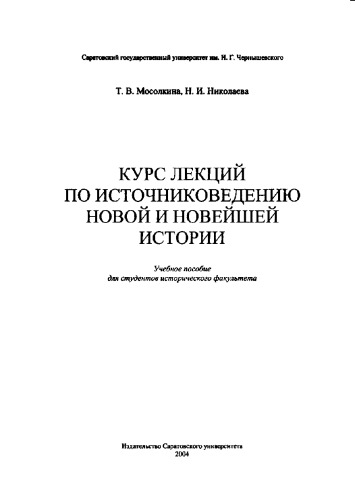 Саратовский государственный университет им. Н. Г. Чернышевского
Т. В. Мосолкина, Н. И. Николаева
КУРС ЛЕКЦИЙ
ПО ИСТОЧНИКОВЕДЕНИЮ
НОВОЙ И НОВЕЙШЕЙ
ИСТОРИИ
Учебное пособие
для студентов исторического факультета
Издательство Саратовского университета
2004